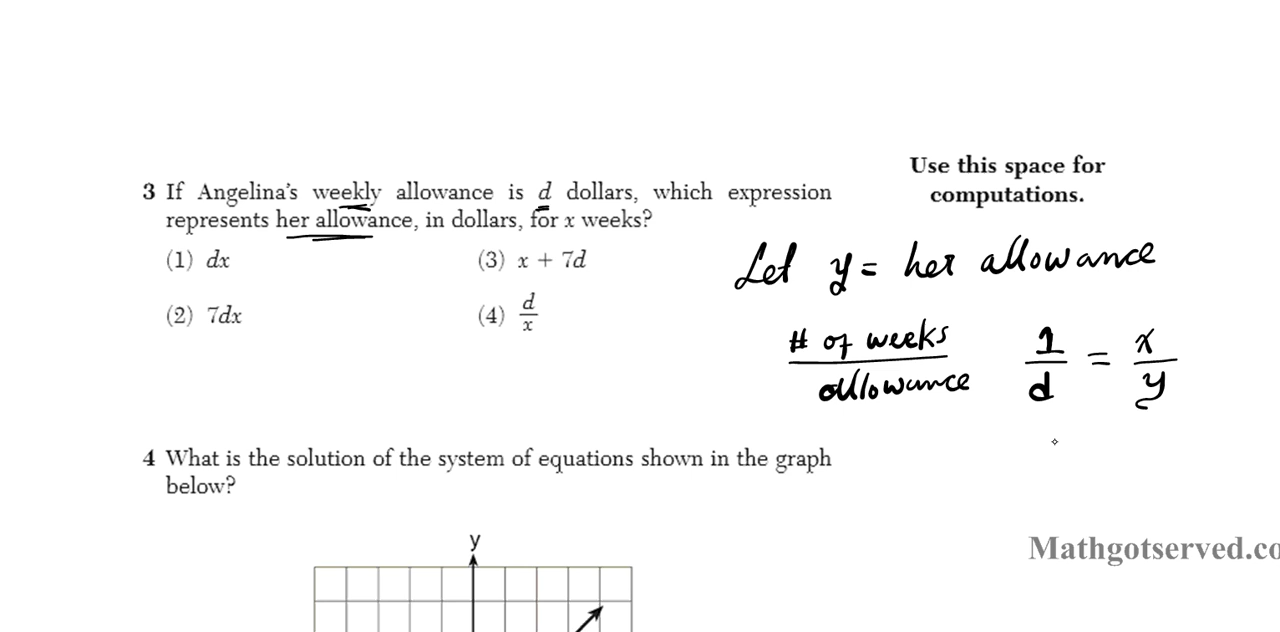 Use this space for
computations.
3 If Angelina's weekly allowance is d dollars, which expression
represents her allowance, in dollars, for x weeks?
(1) dx
(3) x + 7d
(2) 7dx
(4) d/x
Let y = her allowance
# of weeks
allowance
1/d = x/y
4 What is the solution of the system of equations shown in the graph
below?
y
Mathgotserved.co